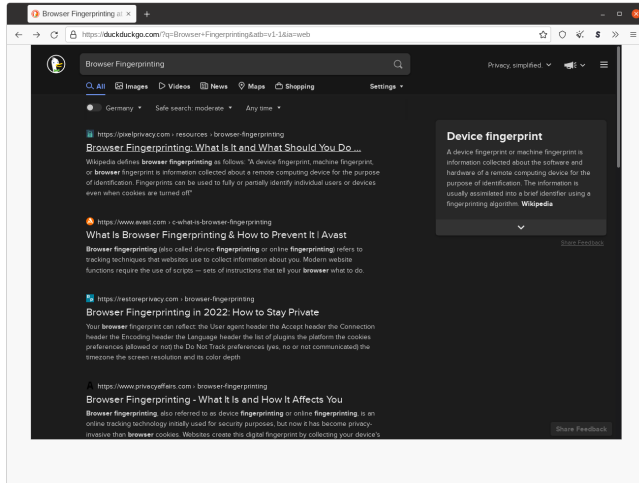 Browser Fingerprinting at
https://duckduckgo.com/?q=Browser+Fingerprinting&atb=v1-1&ia=web
Browser Fingerprinting
Privacy, simplified.
All Images Videos News Maps Shopping Settings
Germany Safe search: moderate Any time
https://pixelprivacy.com › resources › browser-fingerprinting
Browser Fingerprinting: What Is It and What Should You Do ...
Wikipedia defines browser fingerprinting as follows: "A device fingerprint, machine fingerprint,
or browser fingerprint is information collected about a remote computing device for the purpose
of identification. Fingerprints can be used to fully or partially identify individual users or devices
even when cookies are turned off."
https://www.avast.com › c-what-is-browser-fingerprinting
What Is Browser Fingerprinting & How to Prevent It | Avast
Browser fingerprinting (also called device fingerprinting or online fingerprinting) refers to
tracking techniques that websites use to collect information about you. Modern website
functions require the use of scripts — sets of instructions that tell your browser what to do.
https://restoreprivacy.com › browser-fingerprinting
Browser Fingerprinting in 2022: How to Stay Private
Your browser fingerprint can reflect: the User agent header the Accept header the Connection
header the Encoding header the Language header the list of plugins the platform the cookies
preferences (allowed or not) the Do Not Track preferences (yes, no or not communicated) the
timezone the screen resolution and its color depth
https://www.privacyaffairs.com › browser-fingerprinting
Browser Fingerprinting - What It Is and How It Affects You
Browser fingerprinting, also referred to as device fingerprinting or online fingerprinting, is an
online tracking technology initially used for security purposes, but now it has become privacy-
invasive than browser cookies. Websites create this digital fingerprint by collecting your device's
Device fingerprint
A device fingerprint or machine fingerprint is
information collected about the software and
hardware of a remote computing device for the
purpose of identification. The information is
usually assimilated into a brief identifier using a
fingerprinting algorithm. Wikipedia
Share Feedback
Share Feedback